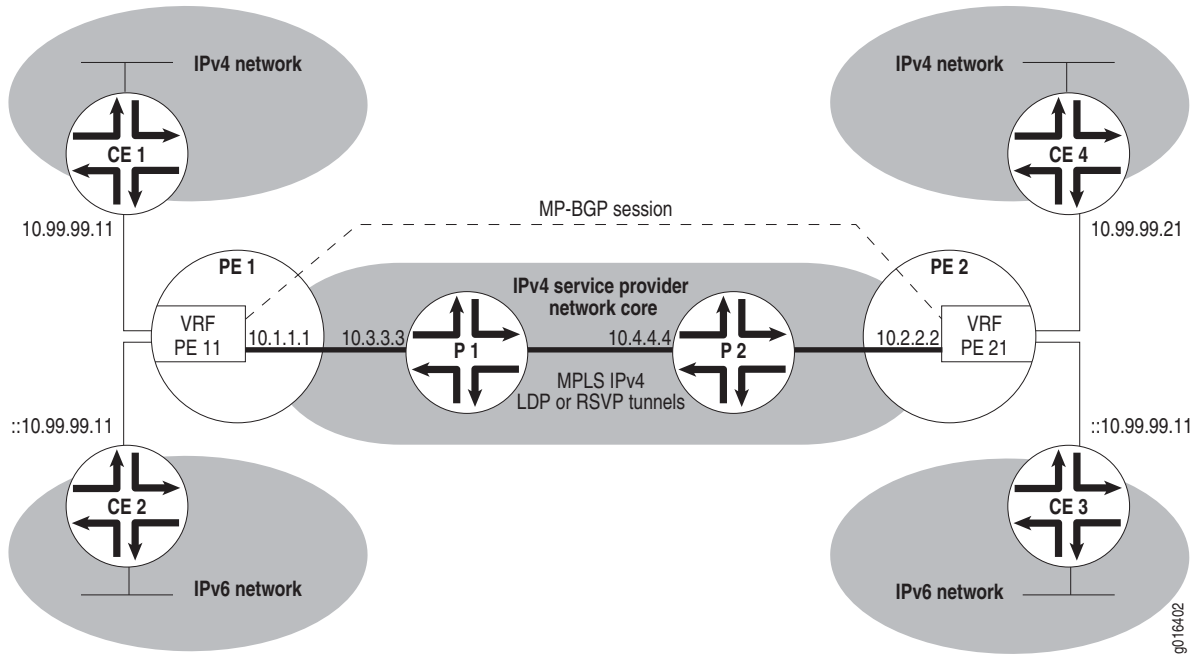 IPv4 network
IPv4 network
CE 1
CE 4
10.99.99.11
MP-BGP session
10.99.99.21
PE 1
PE 2
IPv4 service provider
network core
VRF
PE 11
10.1.1.1
10.3.3.3
P 1
10.4.4.4
P 2
10.2.2.2
VRF
PE 21
MPLS IPv4
LDP or RSVP tunnels
::10.99.99.11
::10.99.99.11
CE 2
CE 3
IPv6 network
IPv6 network
g016402